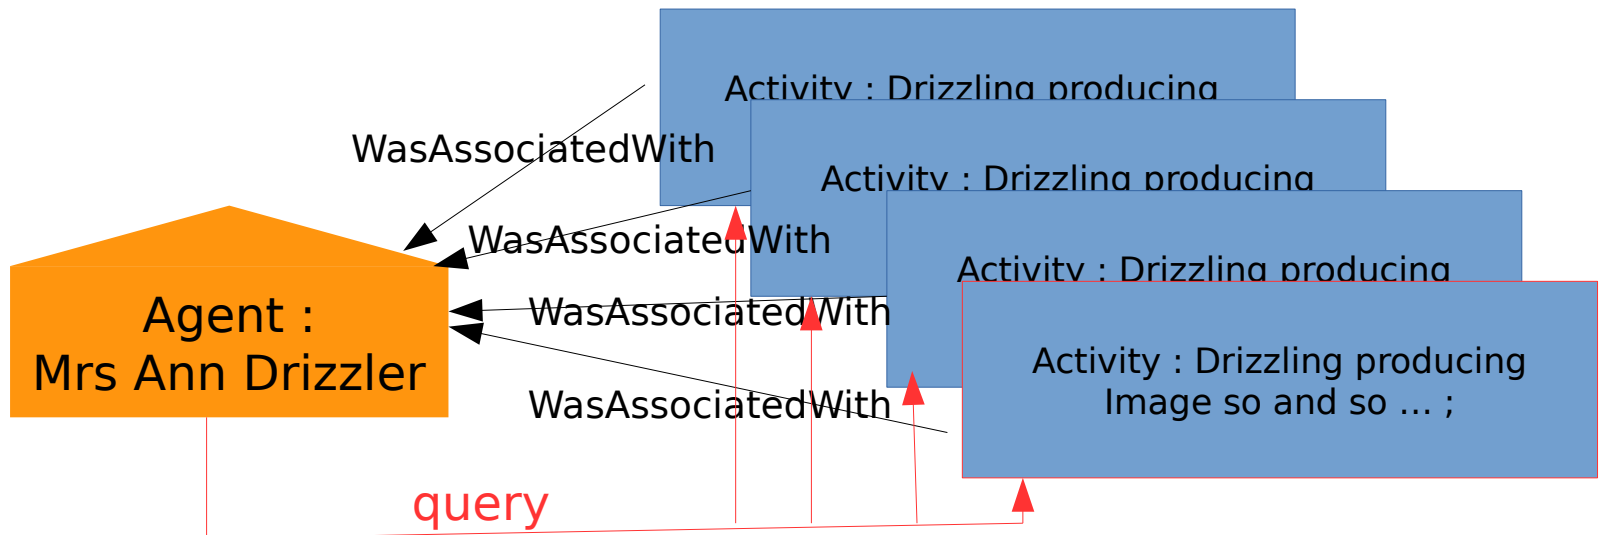 Activity : Drizzling producing
WasAssociatedWith
Activity : Drizzling producing
WasAssociatedWith
Activity : Drizzling producing
WasAssociatedWith
Agent :
Mrs Ann Drizzler
Activity : Drizzling producing
Image so and so ... ;
WasAssociatedWith
query